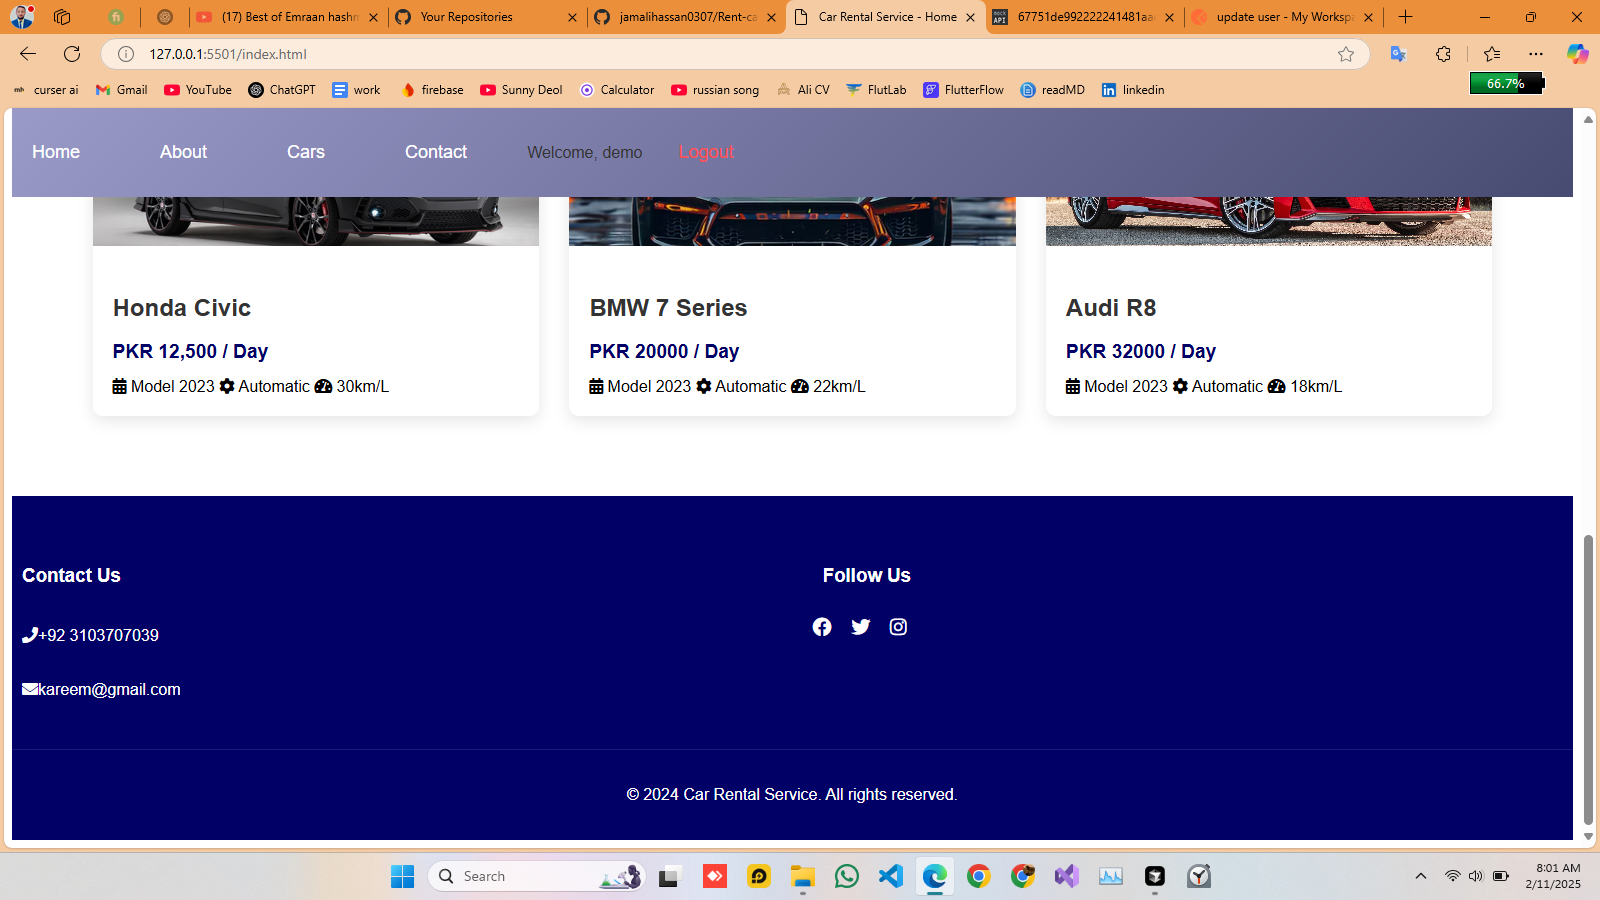 (17) Best of Emraan hashm
Your Repositories
jamalihassan0307/Rent-ca
Car Rental Service - Home
67751de992222241481aa
update user - My Workspa
127.0.0.1:5501/index.html
curser ai
Gmail
YouTube
ChatGPT
work
firebase
Sunny Deol
Calculator
russian song
Ali CV
FlutLab
FlutterFlow
readMD
linkedin
66.7%
Home
About
Cars
Contact
Welcome, demo
Logout
Honda Civic
PKR 12,500 / Day
Model 2023 Automatic 30km/L
BMW 7 Series
PKR 20000 / Day
Model 2023 Automatic 22km/L
Audi R8
PKR 32000 / Day
Model 2023 Automatic 18km/L
Contact Us
+92 3103707039
kareem@gmail.com
Follow Us
© 2024 Car Rental Service. All rights reserved.
Search
8:01 AM
2/11/2025